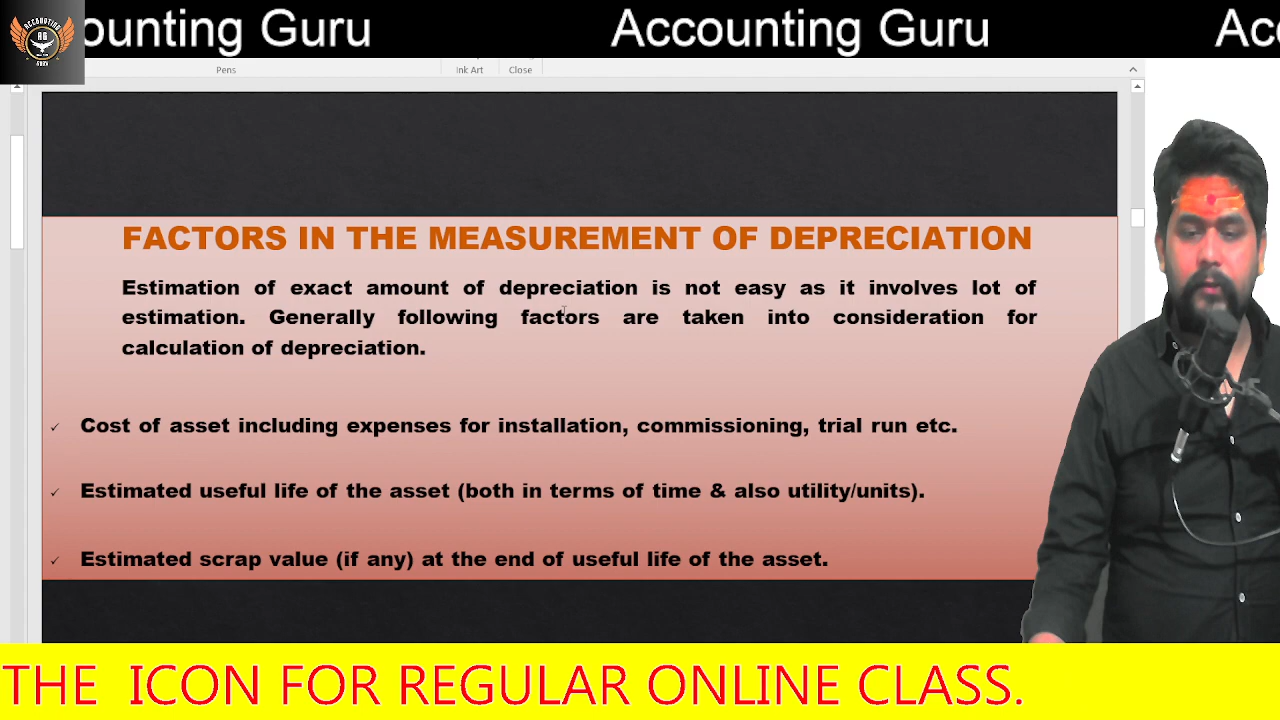 ounting Guru Accounting Guru Acc
ACCOUNTING
AG
GURU
Pens Ink Art Close
FACTORS IN THE MEASUREMENT OF DEPRECIATION
Estimation of exact amount of depreciation is not easy as it involves lot of
estimation. Generally following factors are taken into consideration for
calculation of depreciation.
✓ Cost of asset including expenses for installation, commissioning, trial run etc.
✓ Estimated useful life of the asset (both in terms of time & also utility/units).
✓ Estimated scrap value (if any) at the end of useful life of the asset.
THE ICON FOR REGULAR ONLINE CLASS.